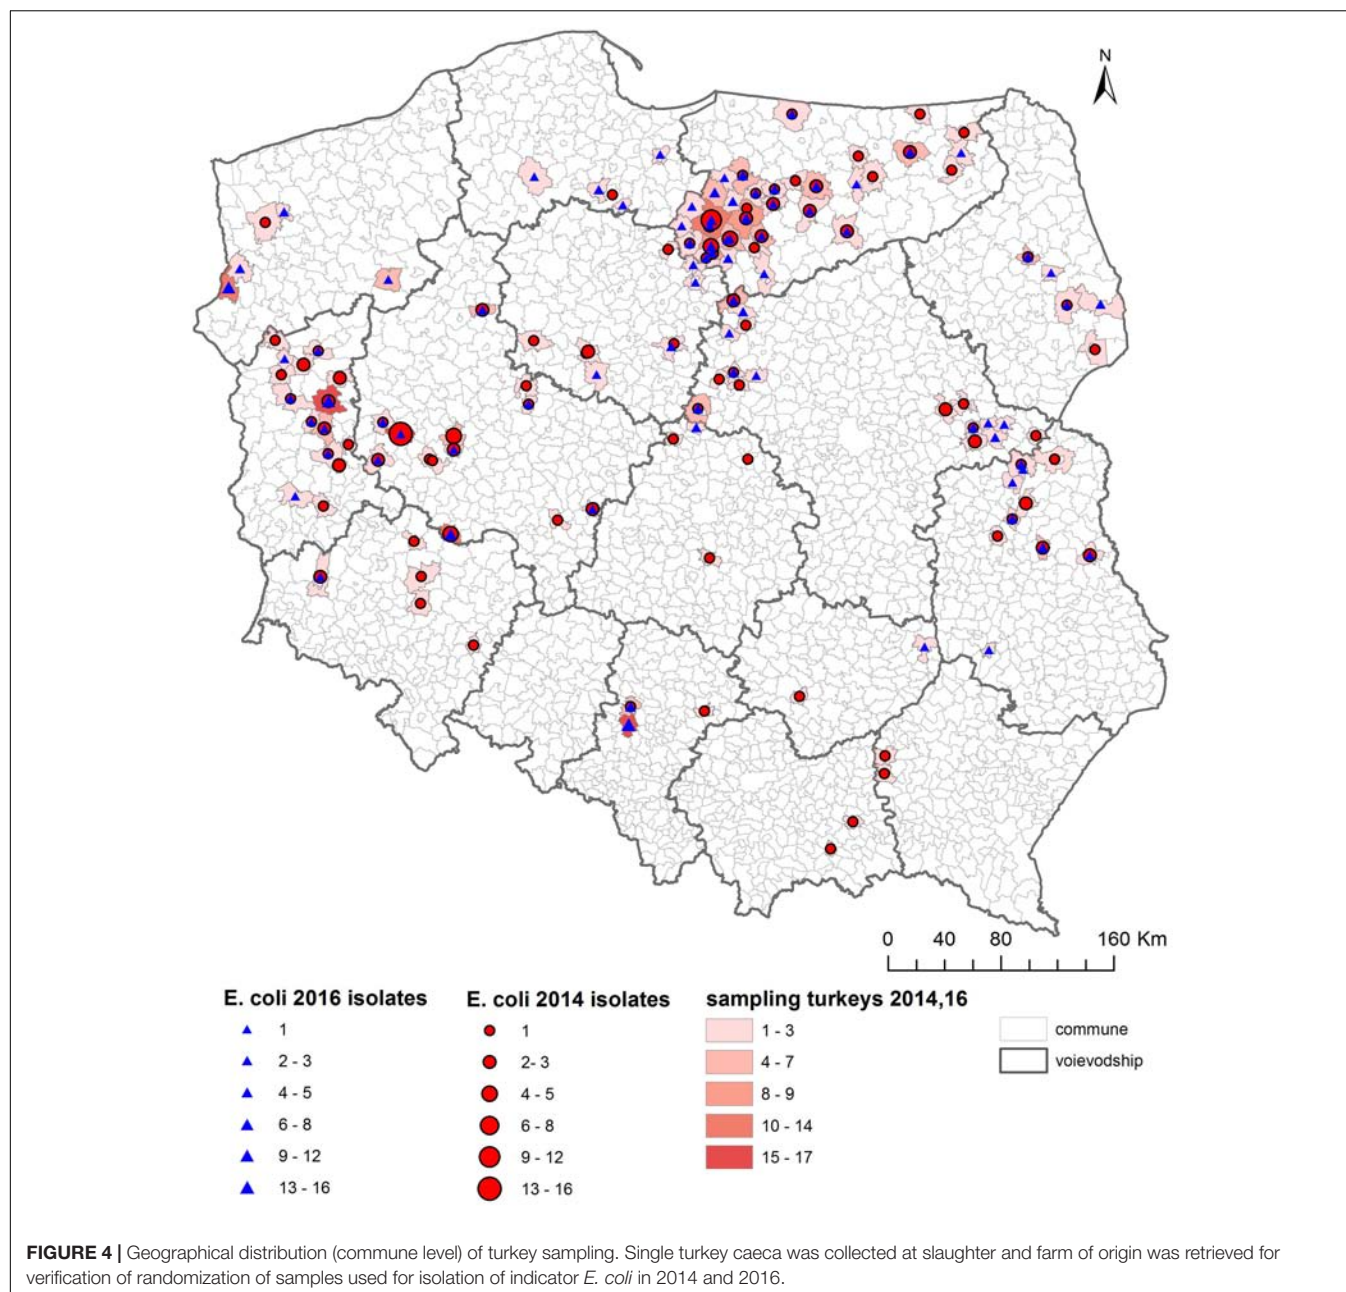 N
0 40 80 160 Km
E. coli 2016 isolates
1
2 - 3
4 - 5
6 - 8
9 - 12
13 - 16
E. coli 2014 isolates
1
2- 3
4 - 5
6 - 8
9 - 12
13 - 16
sampling turkeys 2014,16
1 - 3
4 - 7
8 - 9
10 - 14
15 - 17
commune
voievodship
FIGURE 4 | Geographical distribution (commune level) of turkey sampling. Single turkey caeca was collected at slaughter and farm of origin was retrieved for
verification of randomization of samples used for isolation of indicator E. coli in 2014 and 2016.